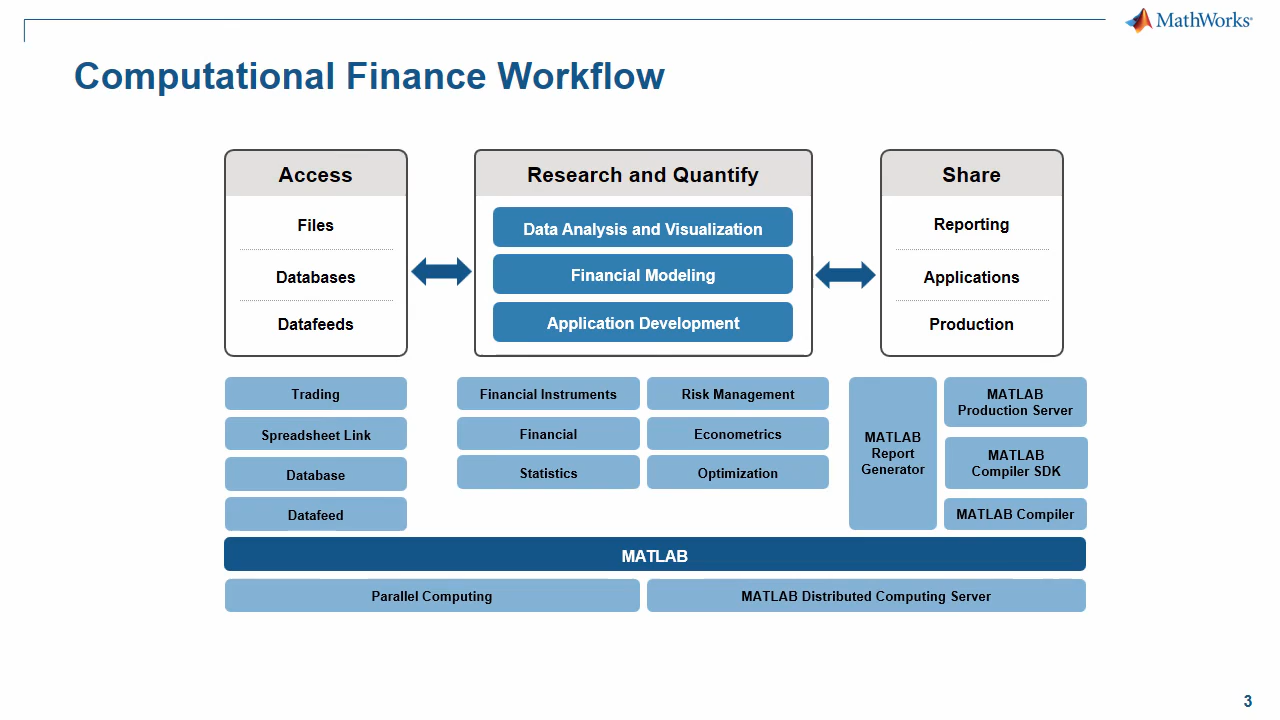 MathWorks
Computational Finance Workflow
Access
Files
Databases
Datafeeds
Research and Quantify
Data Analysis and Visualization
Financial Modeling
Application Development
Share
Reporting
Applications
Production
Trading
Spreadsheet Link
Database
Datafeed
Financial Instruments
Financial
Statistics
Risk Management
Econometrics
Optimization
MATLAB
Report
Generator
MATLAB
Production Server
MATLAB
Compiler SDK
MATLAB Compiler
MATLAB
Parallel Computing
MATLAB Distributed Computing Server
3